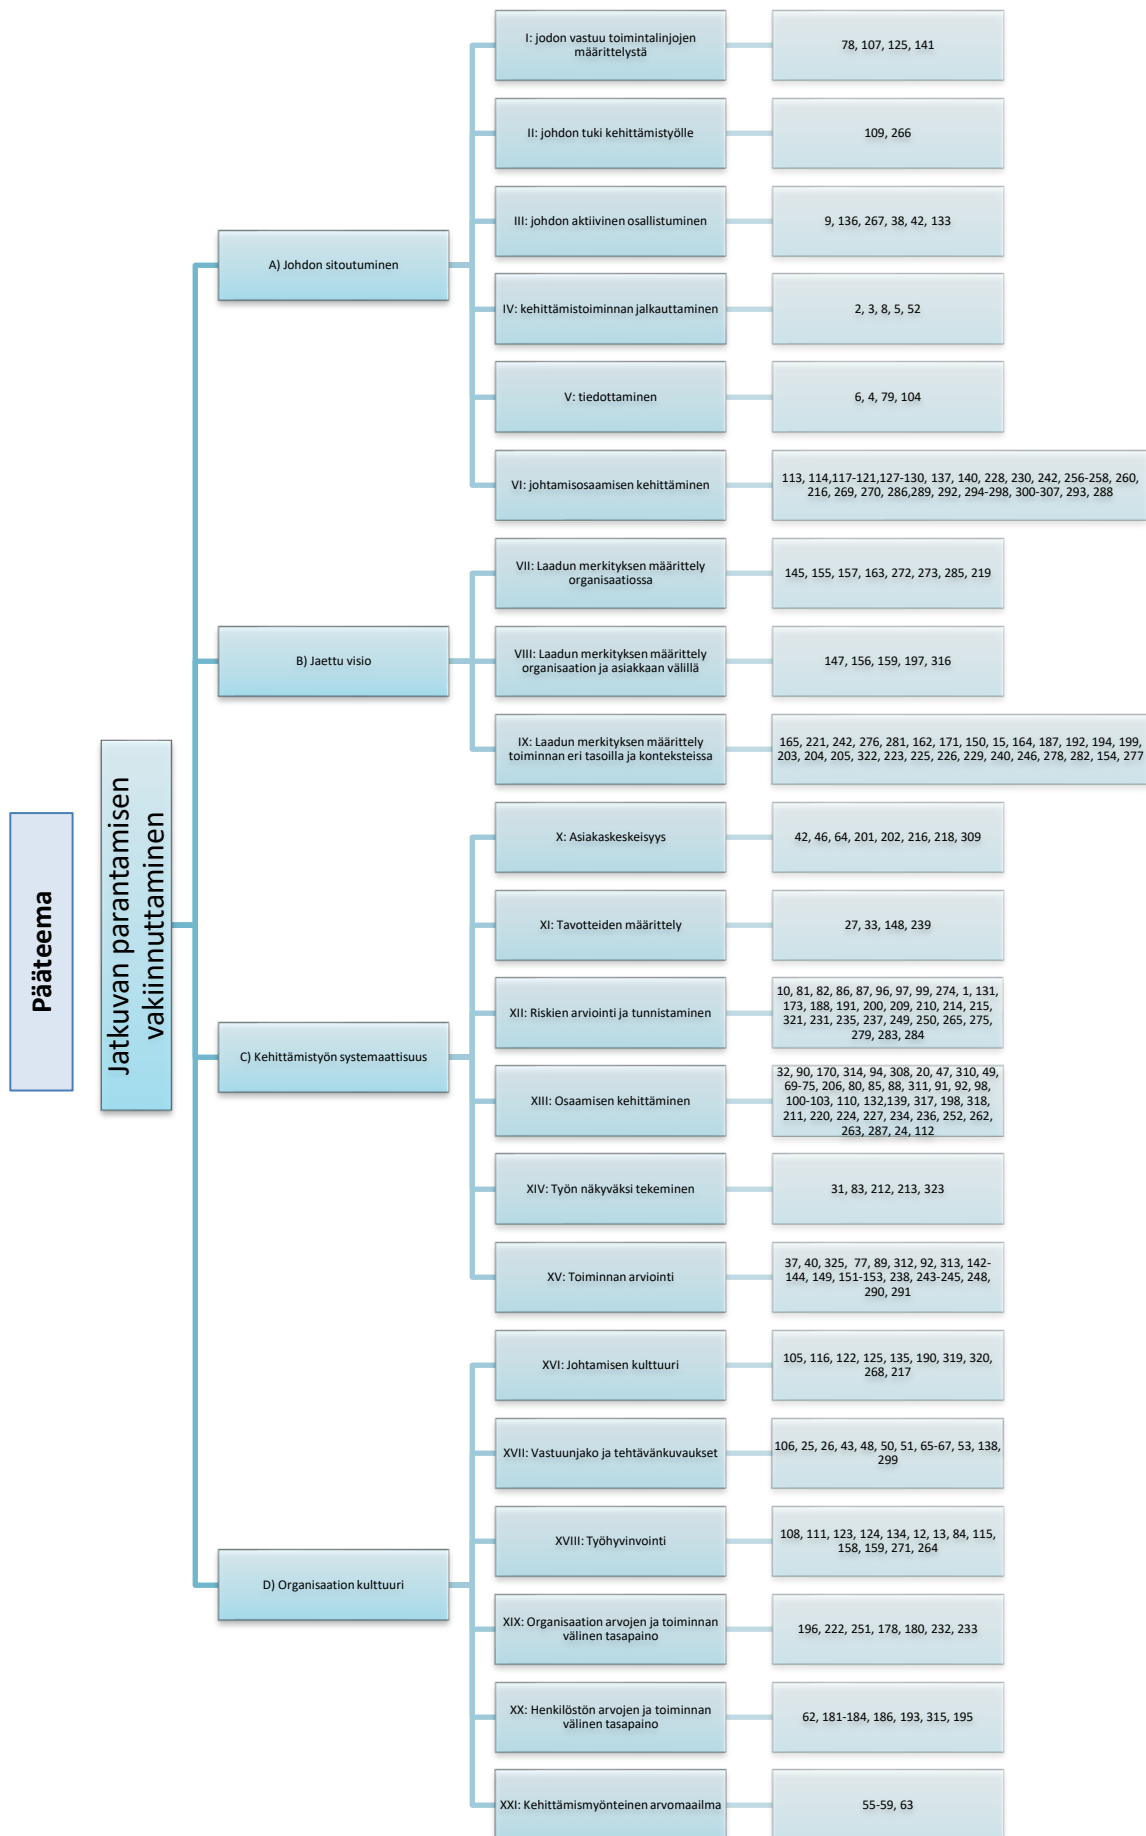 Pääteema
Jatkuvan parantamisen
vakiinnuttaminen
A) Johdon sitoutuminen
I: jodon vastuu toimintalinjojen
määrittelystä
78, 107, 125, 141
II: johdon tuki kehittämistyölle
109, 266
III: johdon aktiivinen osallistuminen
9, 136, 267, 38, 42, 133
IV: kehittämistoiminnan jalkauttaminen
2, 3, 8, 5, 52
V: tiedottaminen
6, 4, 79, 104
VI: johtamisosaamisen kehittäminen
113, 114,117-121,127-130, 137, 140, 228, 230, 242, 256-258, 260,
216, 269, 270, 286,289, 292, 294-298, 300-307, 293, 288
B) Jaettu visio
VII: Laadun merkityksen määrittely
organisaatiossa
145, 155, 157, 163, 272, 273, 285, 219
VIII: Laadun merkityksen määrittely
organisaation ja asiakkaan välillä
147, 156, 159, 197, 316
IX: Laadun merkityksen määrittely
toiminnan eri tasoilla ja konteksteissa
165, 221, 242, 276, 281, 162, 171, 150, 15, 164, 187, 192, 194, 199,
203, 204, 205, 322, 223, 225, 226, 229, 240, 246, 278, 282, 154, 277
C) Kehittämistyön systemaattisuus
X: Asiakaskeskeisyys
42, 46, 64, 201, 202, 216, 218, 309
XI: Tavotteiden määrittely
27, 33, 148, 239
XII: Riskien arviointi ja tunnistaminen
10, 81, 82, 86, 87, 96, 97, 99, 274, 1, 131,
173, 188, 191, 200, 209, 210, 214, 215,
321, 231, 235, 237, 249, 250, 265, 275,
279, 283, 284
XIII: Osaamisen kehittäminen
32, 90, 170, 314, 94, 308, 20, 47, 310, 49,
69-75, 206, 80, 85, 88, 311, 91, 92, 98,
100-103, 110, 132,139, 317, 198, 318,
211, 220, 224, 227, 234, 236, 252, 262,
263, 287, 24, 112
XIV: Työn näkyväksi tekeminen
31, 83, 212, 213, 323
XV: Toiminnan arviointi
37, 40, 325, 77, 89, 312, 92, 313, 142-
144, 149, 151-153, 238, 243-245, 248,
290, 291
D) Organisaation kulttuuri
XVI: Johtamisen kulttuuri
105, 116, 122, 125, 135, 190, 319, 320,
268, 217
XVII: Vastuunjako ja tehtävänkuvaukset
106, 25, 26, 43, 48, 50, 51, 65-67, 53, 138,
299
XVIII: Työhyvinvointi
108, 111, 123, 124, 134, 12, 13, 84, 115,
158, 159, 271, 264
XIX: Organisaation arvojen ja toiminnan
välinen tasapaino
196, 222, 251, 178, 180, 232, 233
XX: Henkilöstön arvojen ja toiminnan
välinen tasapaino
62, 181-184, 186, 193, 315, 195
XXI: Kehittämismyönteinen arvomaailma
55-59, 63